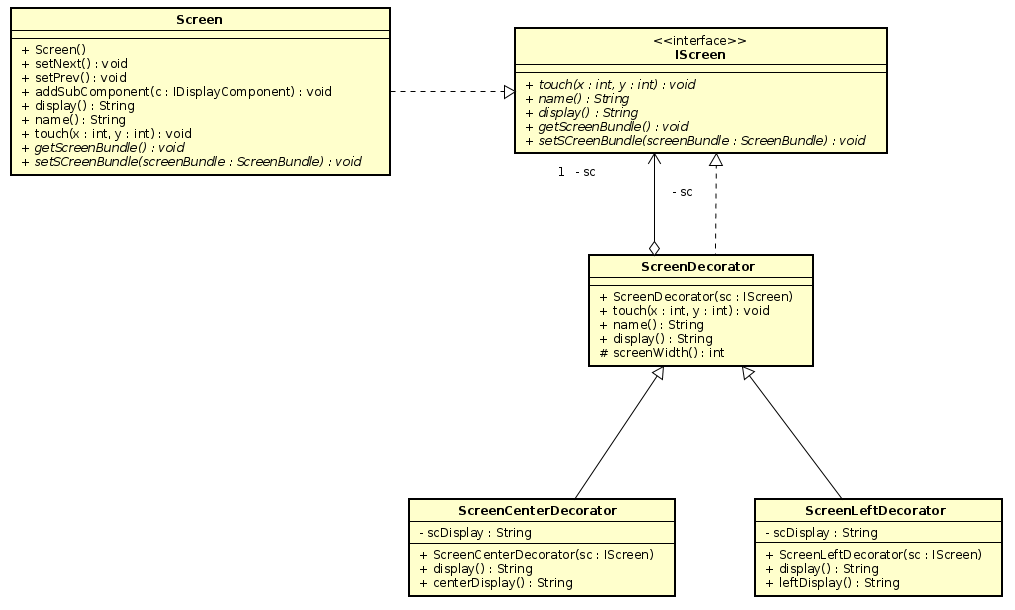 Screen
+ Screen()
+ setNext() : void
+ setPrev() : void
+ addSubComponent(c : IDisplayComponent) : void
+ display() : String
+ name() : String
+ touch(x : int, y : int) : void
+ getScreenBundle() : void
+ setSCreenBundle(screenBundle : ScreenBundle) : void
<<interface>>
IScreen
+ touch(x : int, y : int) : void
+ name() : String
+ display() : String
+ getScreenBundle() : void
+ setSCreenBundle(screenBundle : ScreenBundle) : void
1 - sc
- sc
ScreenDecorator
+ ScreenDecorator(sc : IScreen)
+ touch(x : int, y : int) : void
+ name() : String
+ display() : String
# screenWidth() : int
ScreenCenterDecorator
- scDisplay : String
+ ScreenCenterDecorator(sc : IScreen)
+ display() : String
+ centerDisplay() : String
ScreenLeftDecorator
- scDisplay : String
+ ScreenLeftDecorator(sc : IScreen)
+ display() : String
+ leftDisplay() : String